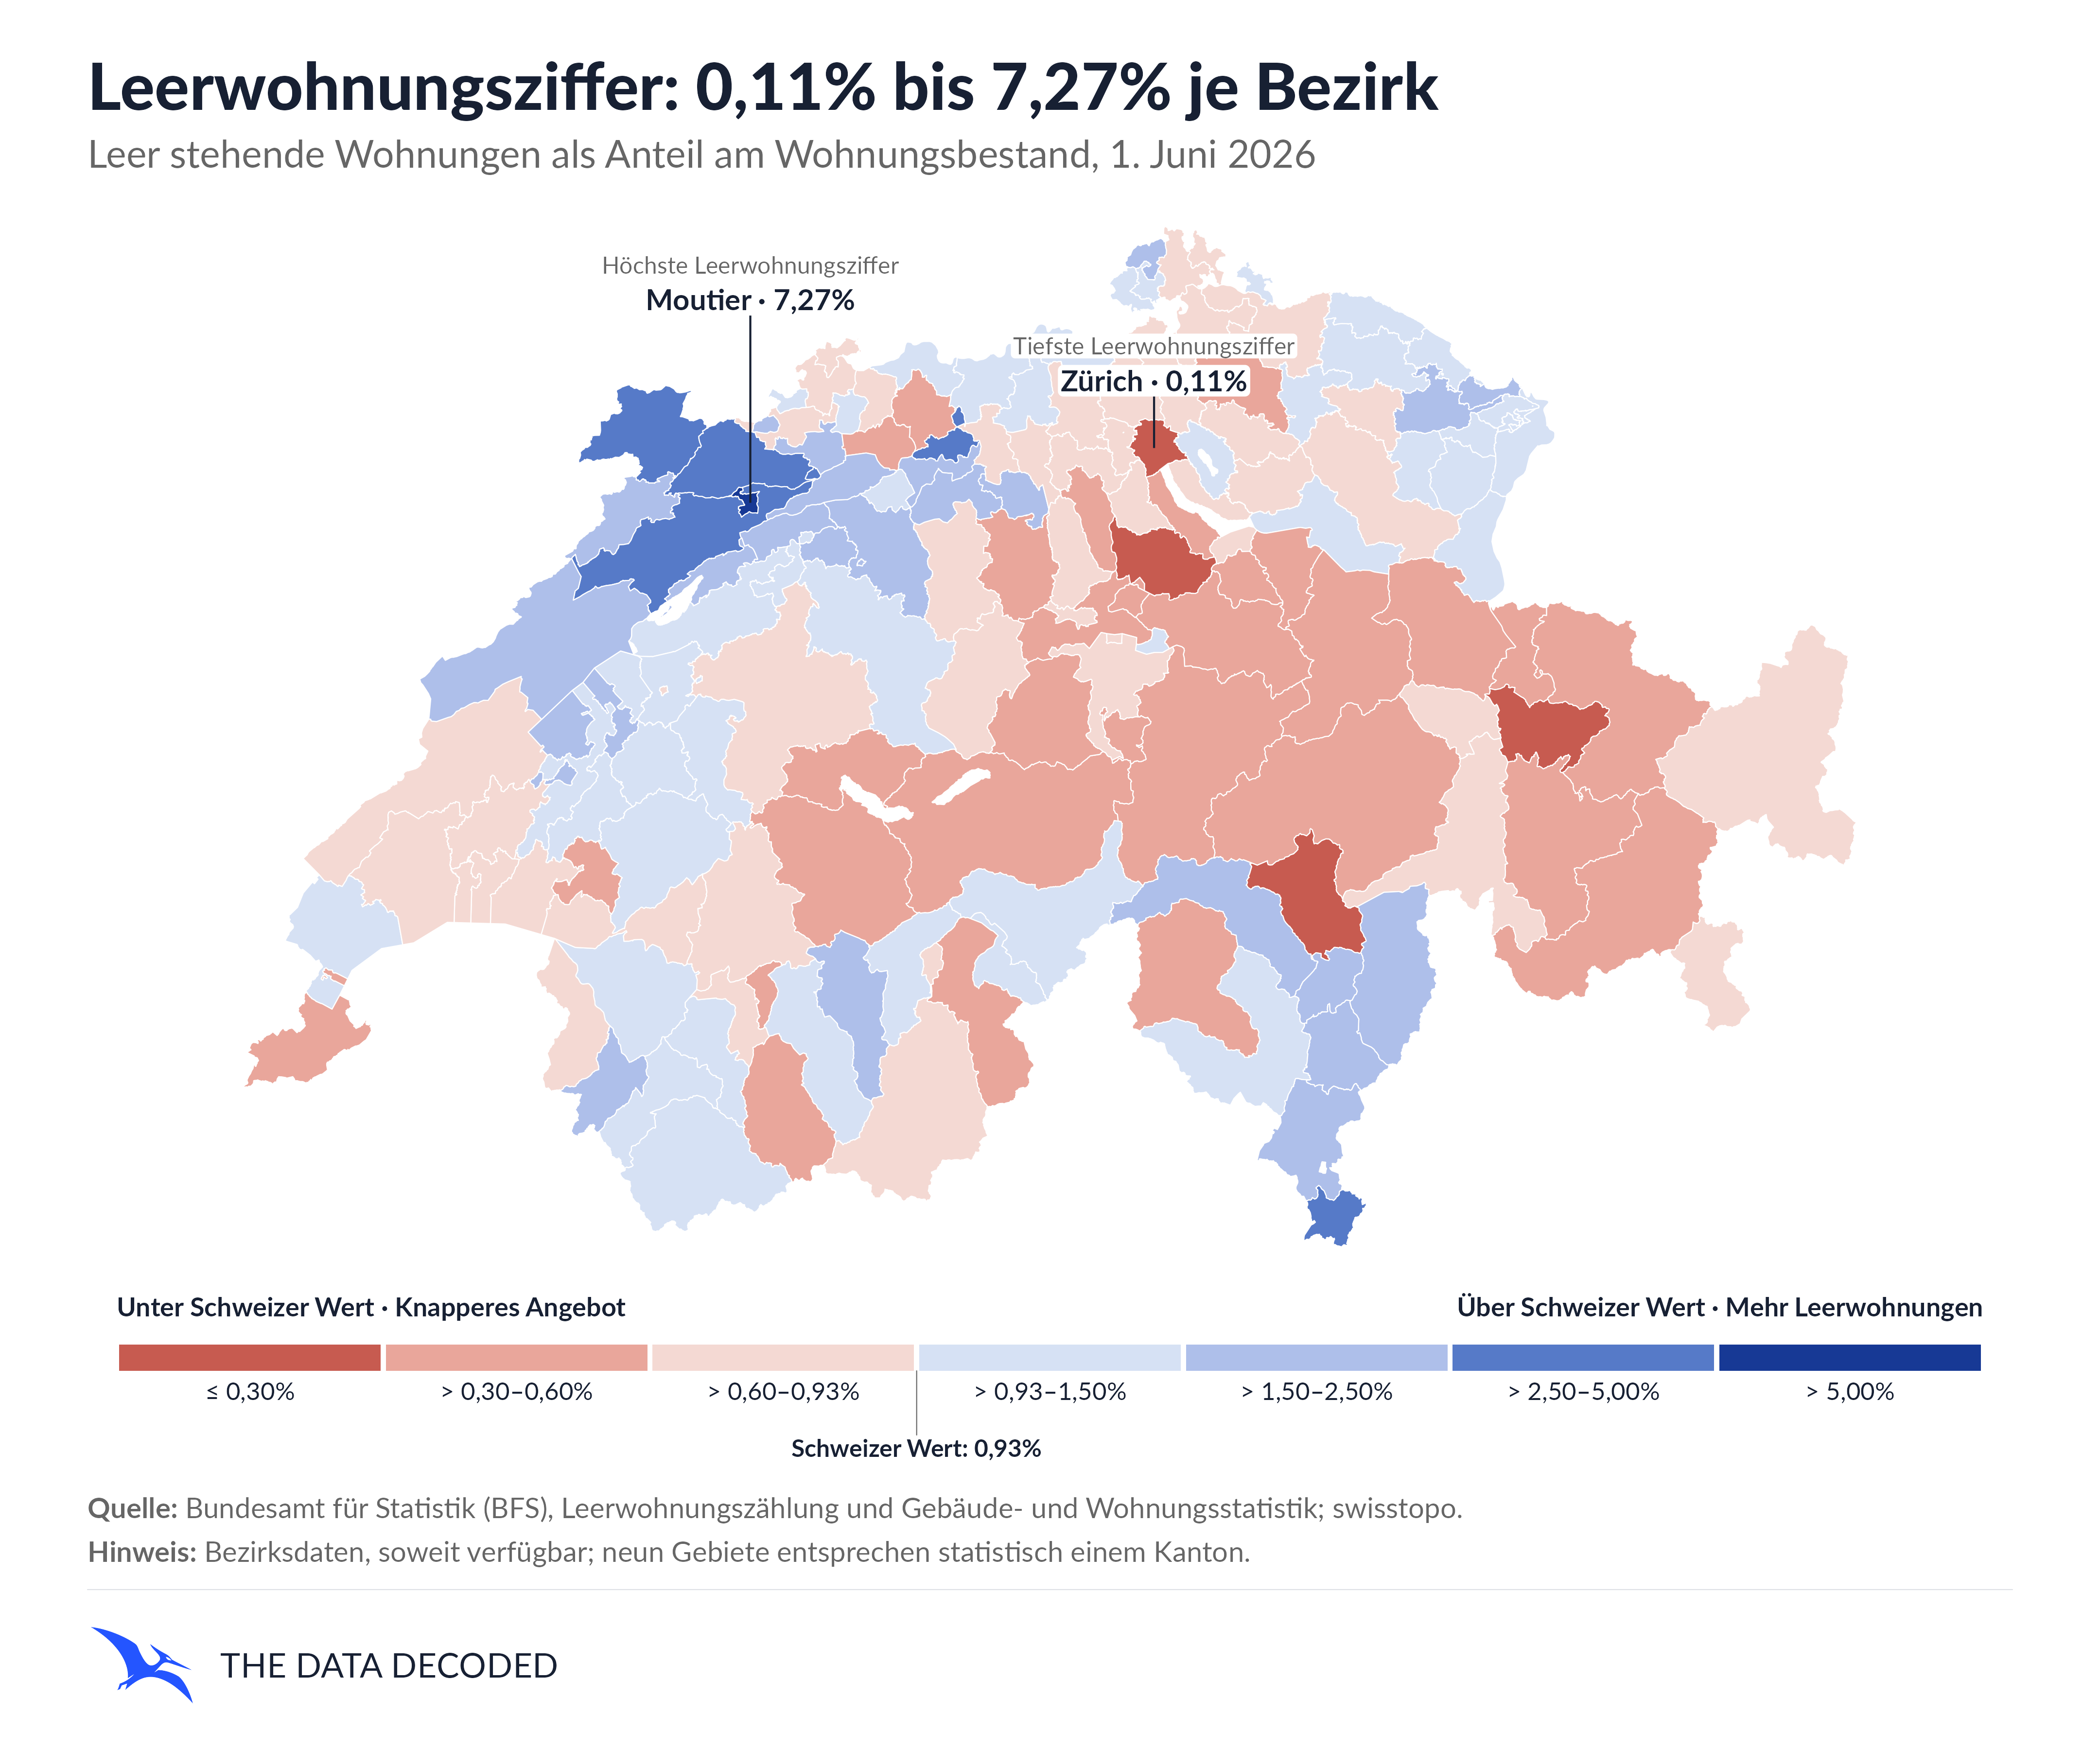 Leerwohnungsziffer: 0,11% bis 7,27% je Bezirk
Leer stehende Wohnungen als Anteil am Wohnungsbestand, 1. Juni 2026
Höchste Leerwohnungsziffer
Moutier · 7,27%
Tiefste Leerwohnungsziffer
Zürich · 0,11%
Unter Schweizer Wert · Knapperes Angebot
Über Schweizer Wert · Mehr Leerwohnungen
≤ 0,30%
> 0,30–0,60%
> 0,60–0,93%
> 0,93–1,50%
> 1,50–2,50%
> 2,50–5,00%
> 5,00%
Schweizer Wert: 0,93%
Quelle: Bundesamt für Statistik (BFS), Leerwohnungszählung und Gebäude- und Wohnungsstatistik; swisstopo.
Hinweis: Bezirksdaten, soweit verfügbar; neun Gebiete entsprechen statistisch einem Kanton.
THE DATA DECODED